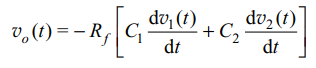 v_o(t) = − R_f [ C_1 dv_1(t)/dt + C_2 dv_2(t)/dt ]